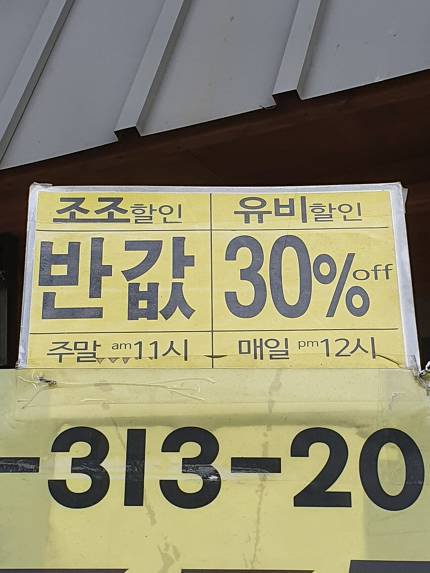 조조할인 유비할인
반값 30%off
주말 am11시 매일 pm12시
-313-20